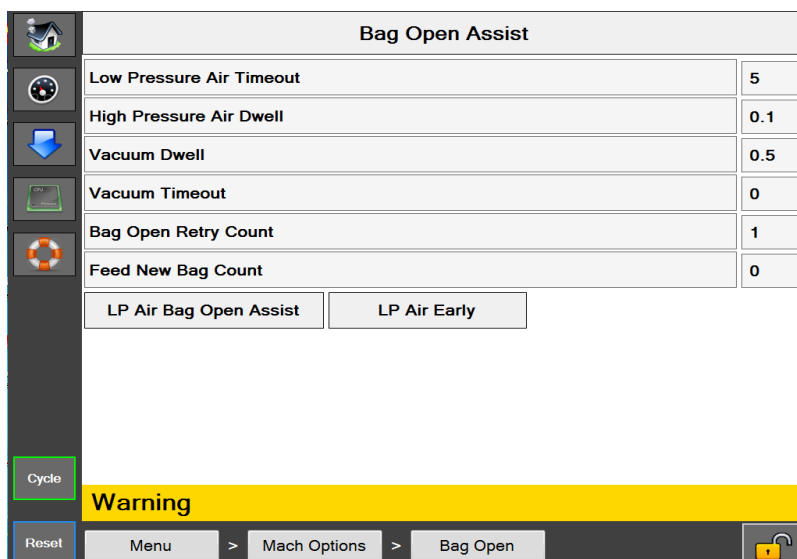 Bag Open Assist
Low Pressure Air Timeout 5
High Pressure Air Dwell 0.1
Vacuum Dwell 0.5
Vacuum Timeout 0
Bag Open Retry Count 1
Feed New Bag Count 0
LP Air Bag Open Assist LP Air Early
Cycle
Warning
Reset Menu > Mach Options > Bag Open